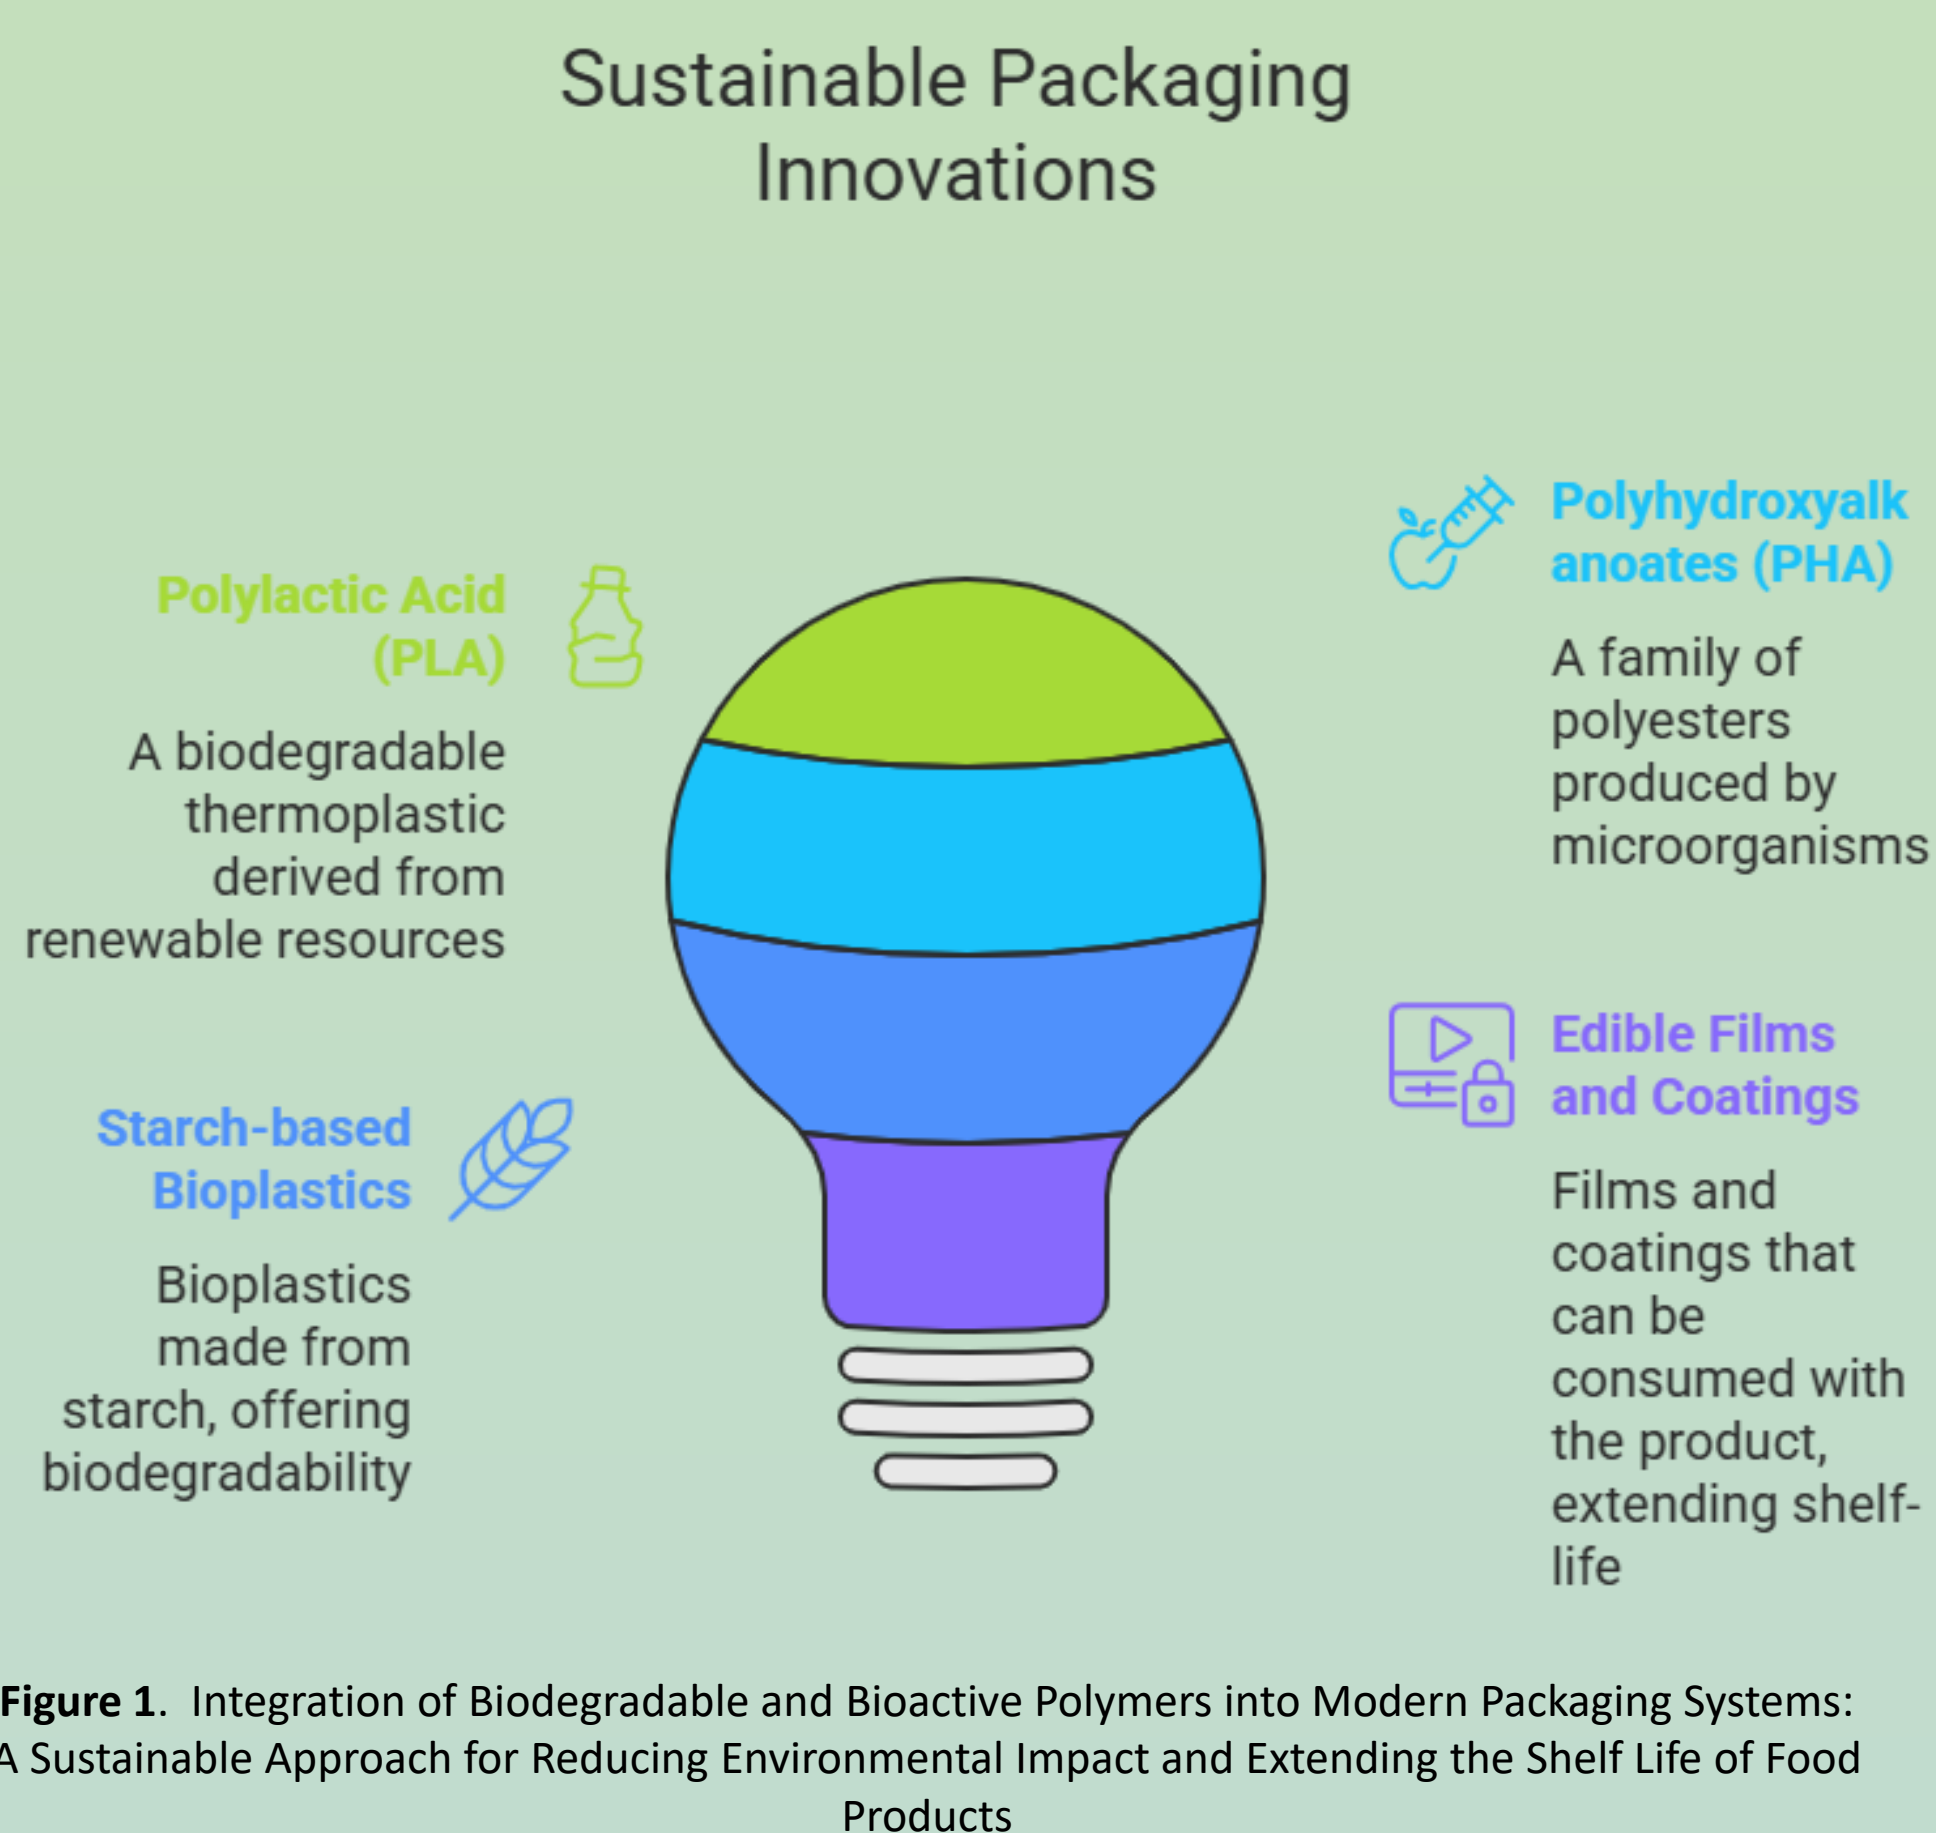 Sustainable Packaging
Innovations
Polylactic Acid
(PLA)
A biodegradable
thermoplastic
derived from
renewable resources
Polyhydroxyalk
anoates (PHA)
A family of
polyesters
produced by
microorganisms
Starch-based
Bioplastics
Bioplastics
made from
starch, offering
biodegradability
Edible Films
and Coatings
Films and
coatings that
can be
consumed with
the product,
extending shelf-
life
Figure 1.  Integration of Biodegradable and Bioactive Polymers into Modern Packaging Systems:
A Sustainable Approach for Reducing Environmental Impact and Extending the Shelf Life of Food
Products